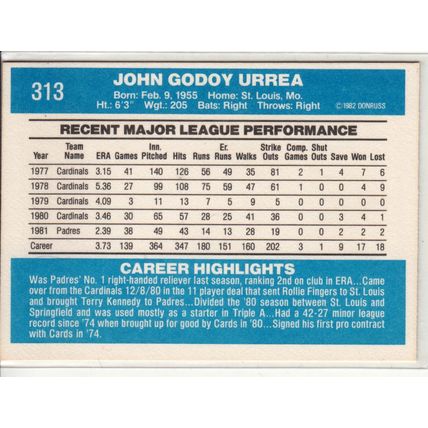 313
JOHN GODOY URREA
Born: Feb. 9, 1955 Home: St. Louis, Mo.
Ht.: 6'3" Wgt.: 205 Bats: Right Throws: Right
©1982 DONRUSS
RECENT MAJOR LEAGUE PERFORMANCE
Year Team Name ERA Games Inn. Pitched Hits Runs Er. Runs Walks Strike Outs Comp. Games Shut Outs Save Won Lost
1977 Cardinals 3.15 41 140 126 56 49 35 81 2 1 4 7 6
1978 Cardinals 5.36 27 99 108 75 59 47 61 1 0 0 4 9
1979 Cardinals 4.09 3 11 13 7 5 9 5 0 0 0 0 0
1980 Cardinals 3.46 30 65 57 28 25 41 36 0 0 3 4 1
1981 Padres 2.39 38 49 43 14 13 28 19 0 0 2 2 2
Career 3.73 139 364 347 180 151 160 202 3 1 9 17 18
CAREER HIGHLIGHTS
Was Padres' No. 1 right-handed reliever last season, ranking 2nd on club in ERA...Came
over from the Cardinals 12/8/80 in the 11 player deal that sent Rollie Fingers to St. Louis
and brought Terry Kennedy to Padres...Divided the '80 season between St. Louis and
Springfield and was used mostly as a starter in Triple A...Had a 42-27 minor league
record since '74 when brought up for good by Cards in '80...Signed his first pro contract
with Cards in '74.